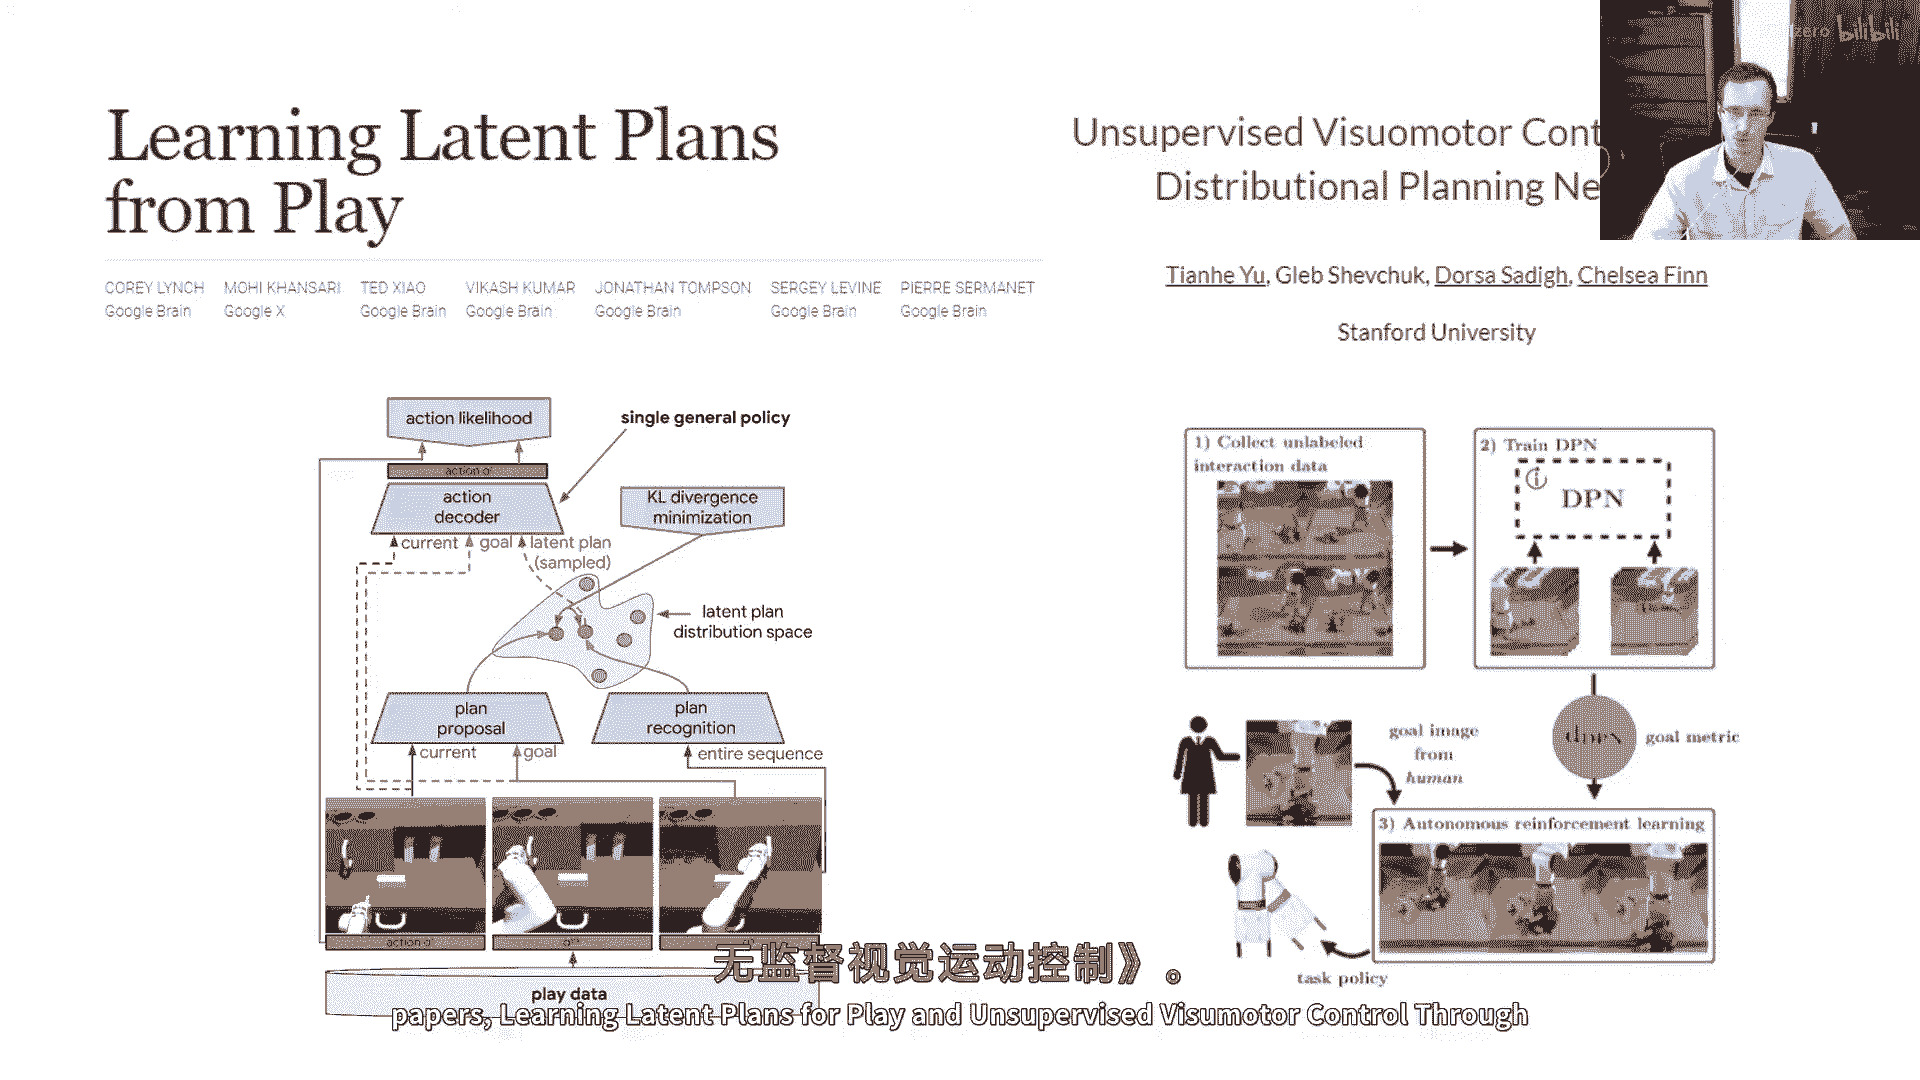 zero bilibili
Learning Latent Plans
from Play
COREY LYNCH MOHI KHANSARI TED XIAO VIKASH KUMAR JONATHAN TOMPSON SERGEY LEVINE PIERRE SERMANET
Google Brain Google X Google Brain Google Brain Google Brain Google Brain Google Brain
action likelihood
single general policy
action
decoder
KL divergence
minimization
current goal latent plan
(sampled)
latent plan
distribution space
plan
proposal
plan
recognition
current goal entire sequence
play data
Unsupervised Visuomotor Cont
Distributional Planning Ne
Tianhe Yu, Gleb Shevchuk, Dorsa Sadigh, Chelsea Finn
Stanford University
1) Collect unlabeled
interaction data
2) Train DPN
DPN
goal image
from
human
goal metric
3) Autonomous reinforcement learning
task policy
无监督视觉运动控制》。
papers, Learning Latent Plans for Play and Unsupervised Visumotor Control Through